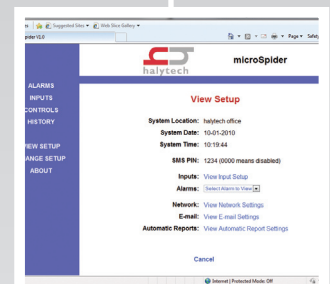 Suggested Sites
Web Slice Gallery
pider V1.0
Page
Safety
halytech
microSpider
ALARMS
INPUTS
CONTROLS
HISTORY
VIEW SETUP
ANGE SETUP
ABOUT
View Setup
System Location: halytech office
System Date: 10-01-2010
System Time: 10:19:44
SMS PIN: 1234 (0000 means disabled)
Inputs: View Input Setup
Alarms: Select Alarm to View
Network: View Network Settings
E-mail: View E-mail Settings
Automatic Reports: View Automatic Report Settings
Cancel
Internet | Protected Mode: Off